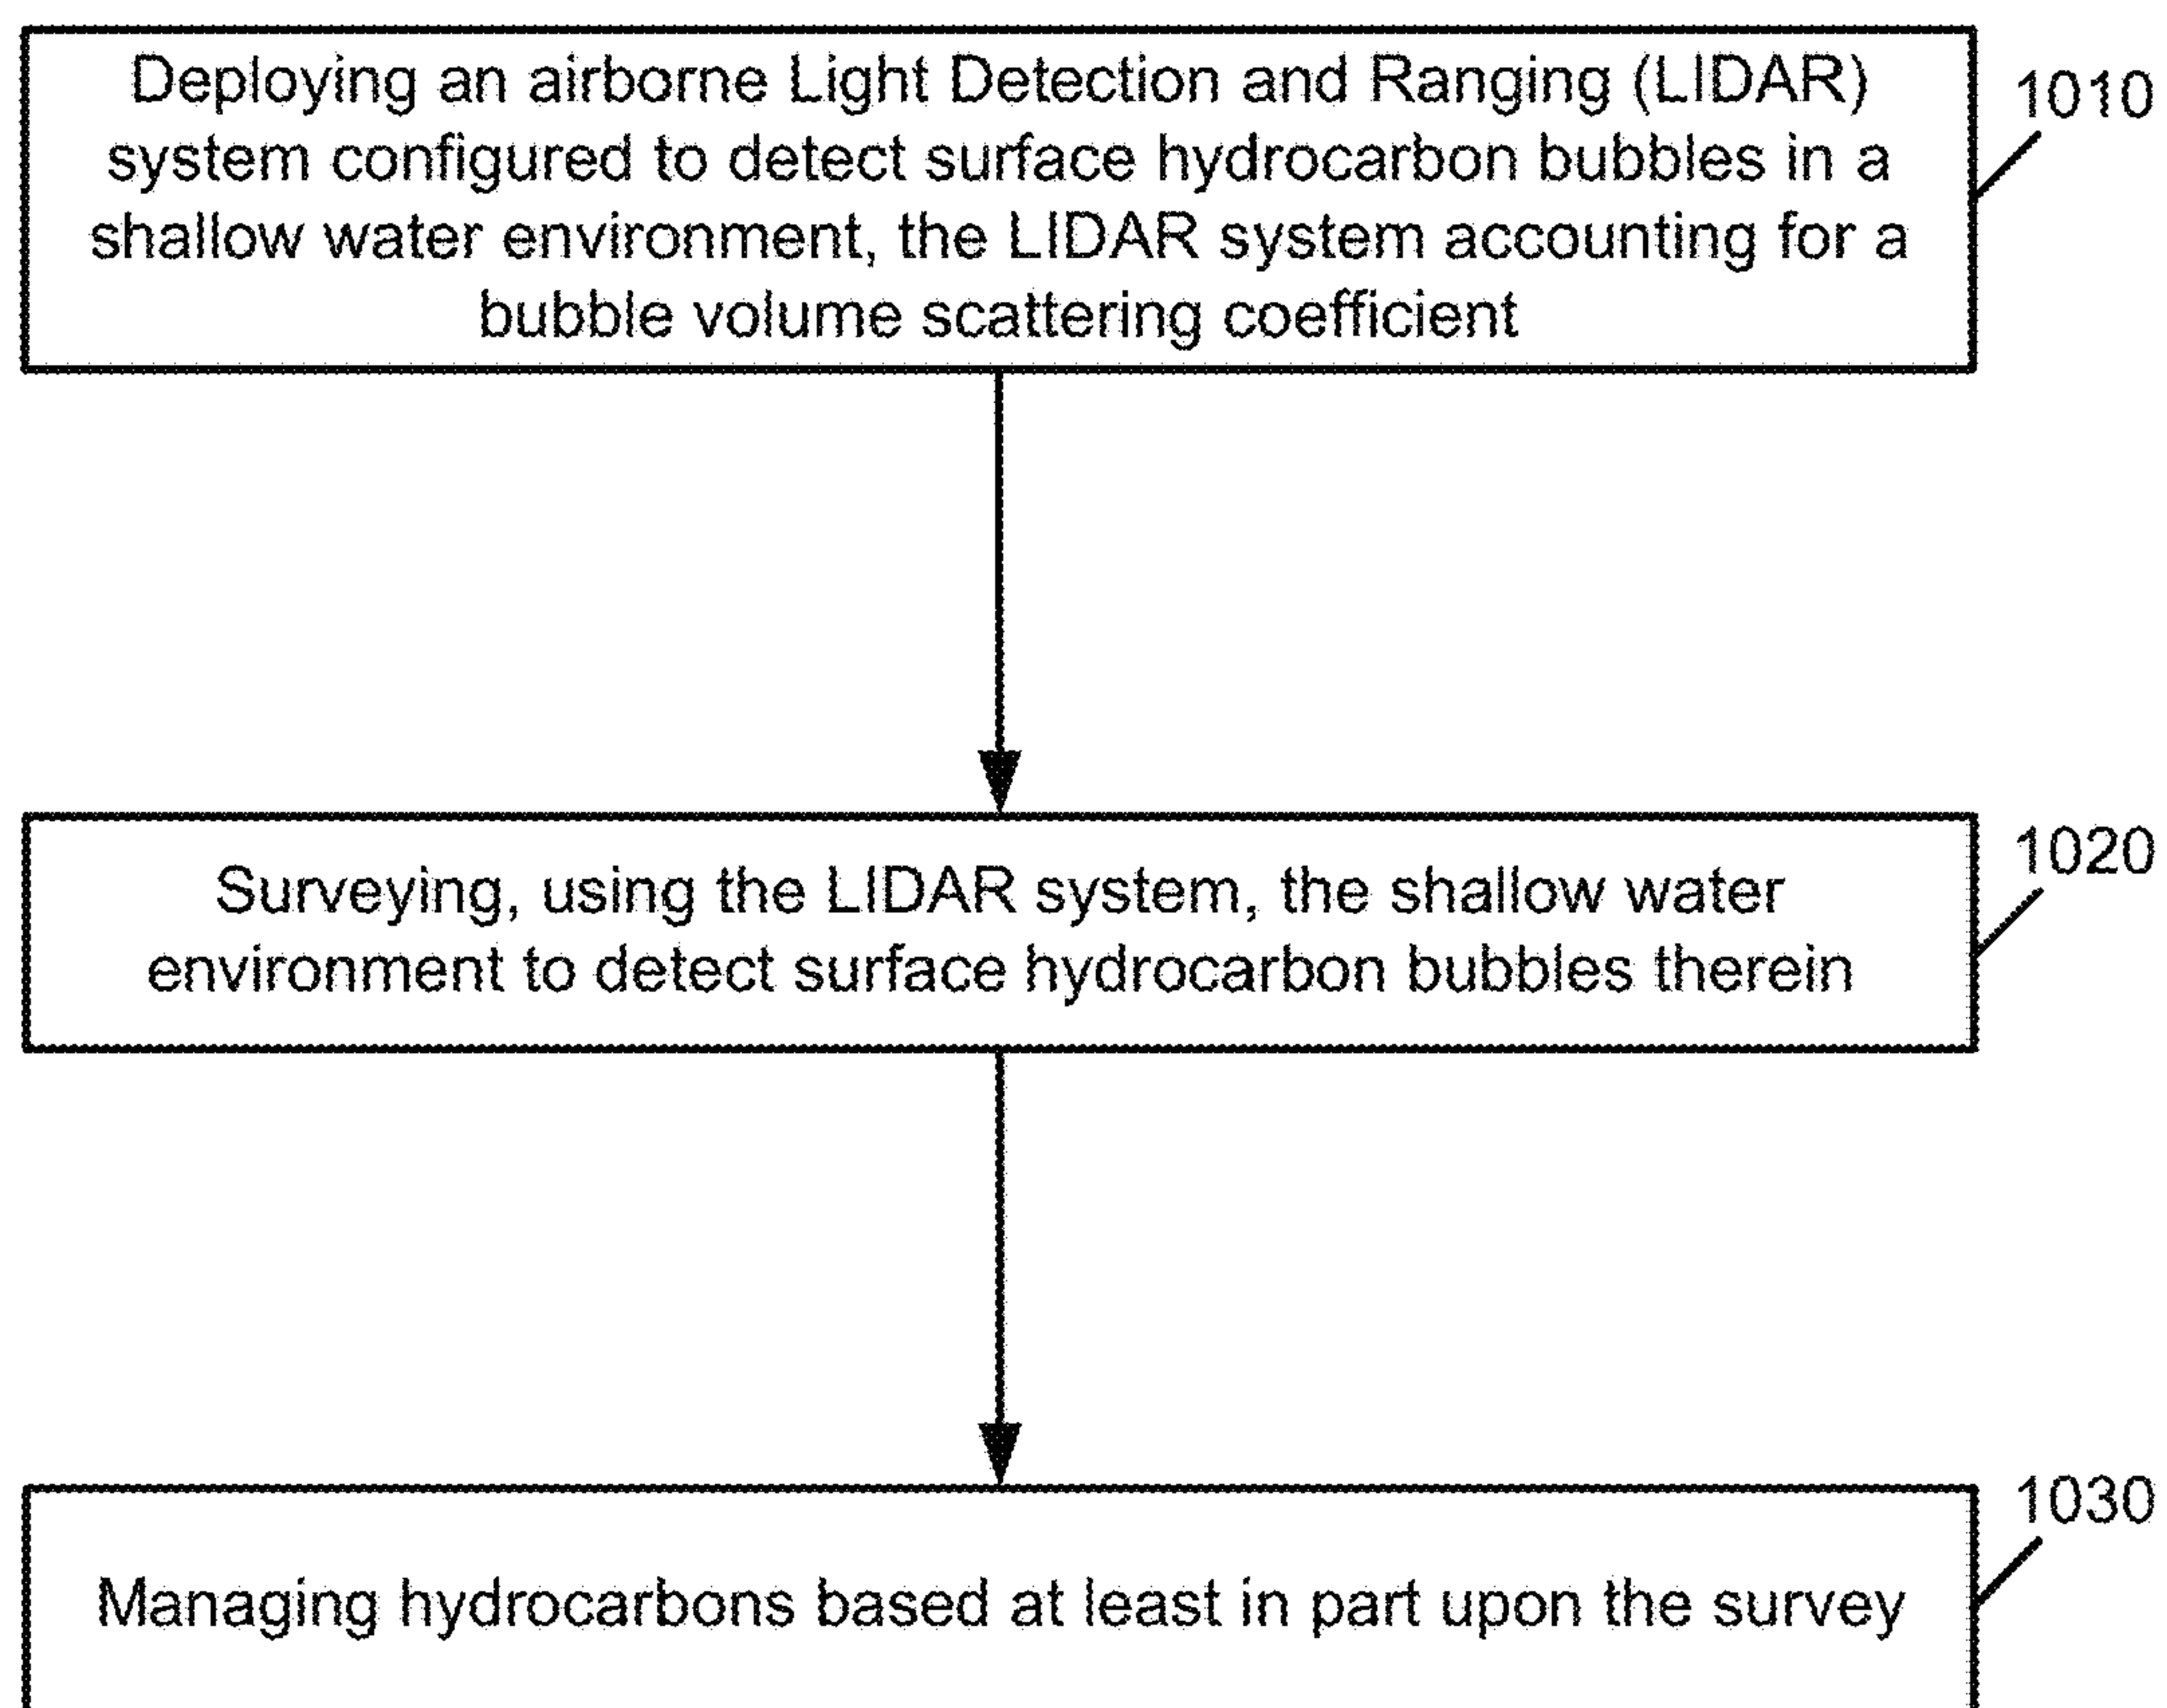 Deploying an airborne Light Detection and Ranging (LIDAR)
system configured to detect surface hydrocarbon bubbles in a
shallow water environment, the LIDAR system accounting for a
bubble volume scattering coefficient
1010
Surveying, using the LIDAR system, the shallow water
environment to detect surface hydrocarbon bubbles therein
1020
Managing hydrocarbons based at least in part upon the survey
1030